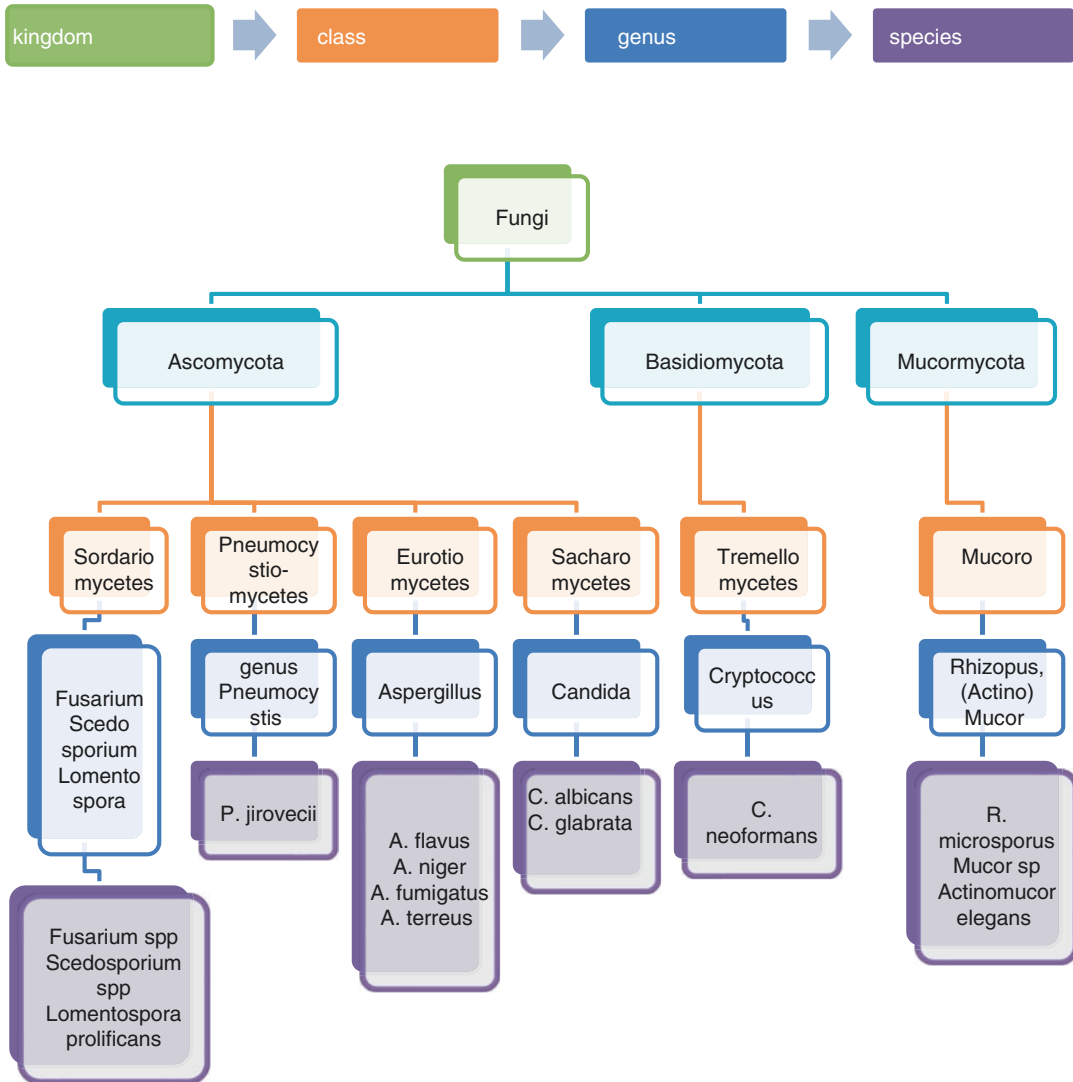 kingdom
class
genus
species
Fungi
Ascomycota
Basidiomycota
Mucormycota
Sordario
mycetes
Pneumocy
stio-
mycetes
Eurotio
mycetes
Sacharo
mycetes
Tremello
mycetes
Mucoro
Fusarium
Scedo
sporium
Lomento
spora
genus
Pneumocy
stis
Aspergillus
Candida
Cryptococc
us
Rhizopus,
(Actino)
Mucor
Fusarium spp
Scedosporium
spp
Lomentospora
prolificans
P. jirovecii
A. flavus
A. niger
A. fumigatus
A. terreus
C. albicans
C. glabrata
C.
neoformans
R.
microsporus
Mucor sp
Actinomucor
elegans